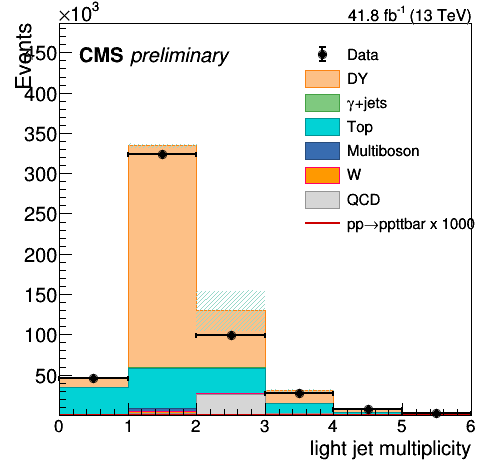 ×10³
41.8 fb⁻¹ (13 TeV)
Events
CMS preliminary
Data
DY
γ+jets
Top
Multiboson
W
QCD
pp→ppttbar x 1000
450
400
350
300
250
200
150
100
50
0 1 2 3 4 5 6
light jet multiplicity